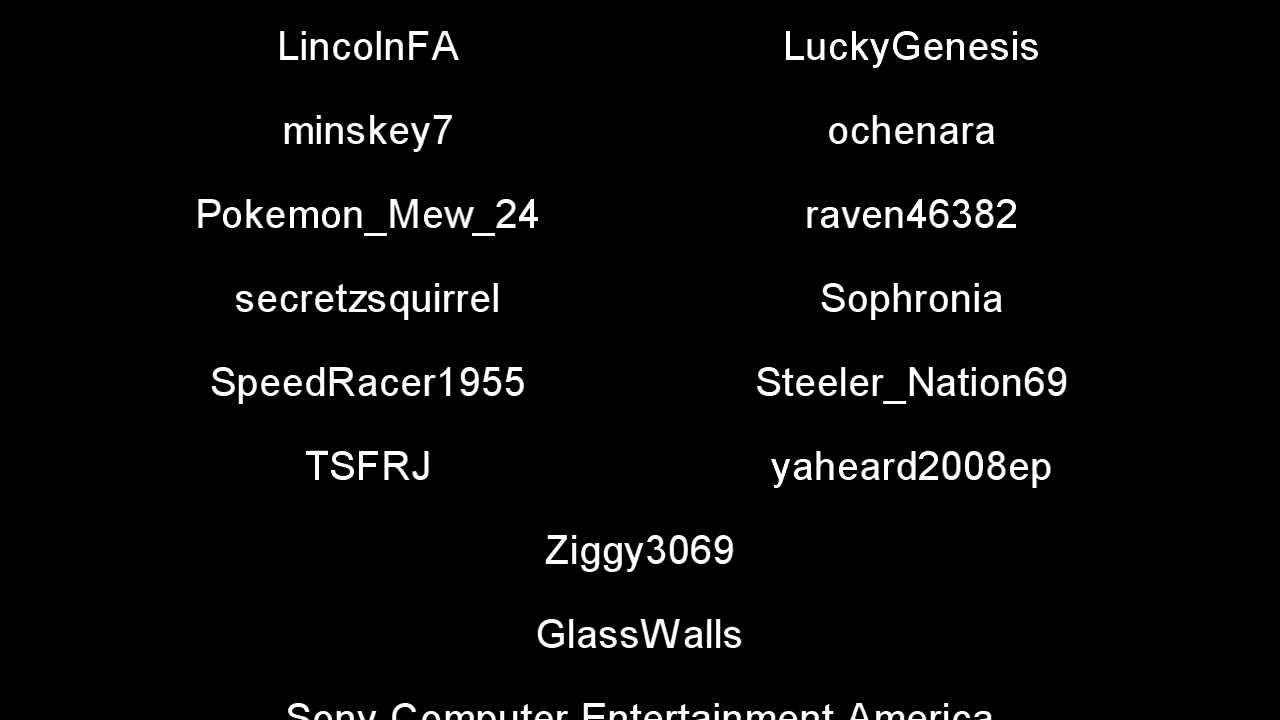 LincolnFA LuckyGenesis
minskey7 ochenara
Pokemon_Mew_24 raven46382
secretzsquirrel Sophronia
SpeedRacer1955 Steeler_Nation69
TSFRJ yaheard2008ep
Ziggy3069
GlassWalls
Sony Computer Entertainment America